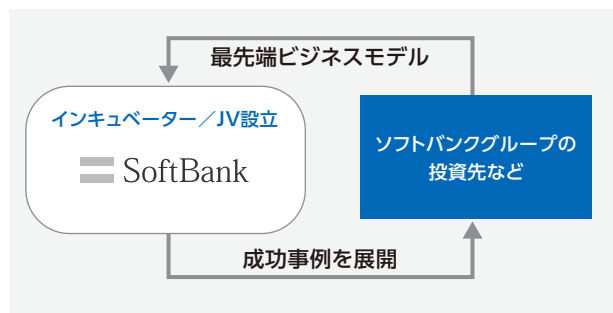 最先端ビジネスモデル
インキュベーター／JV設立
SoftBank
ソフトバンクグループの
投資先など
成功事例を展開